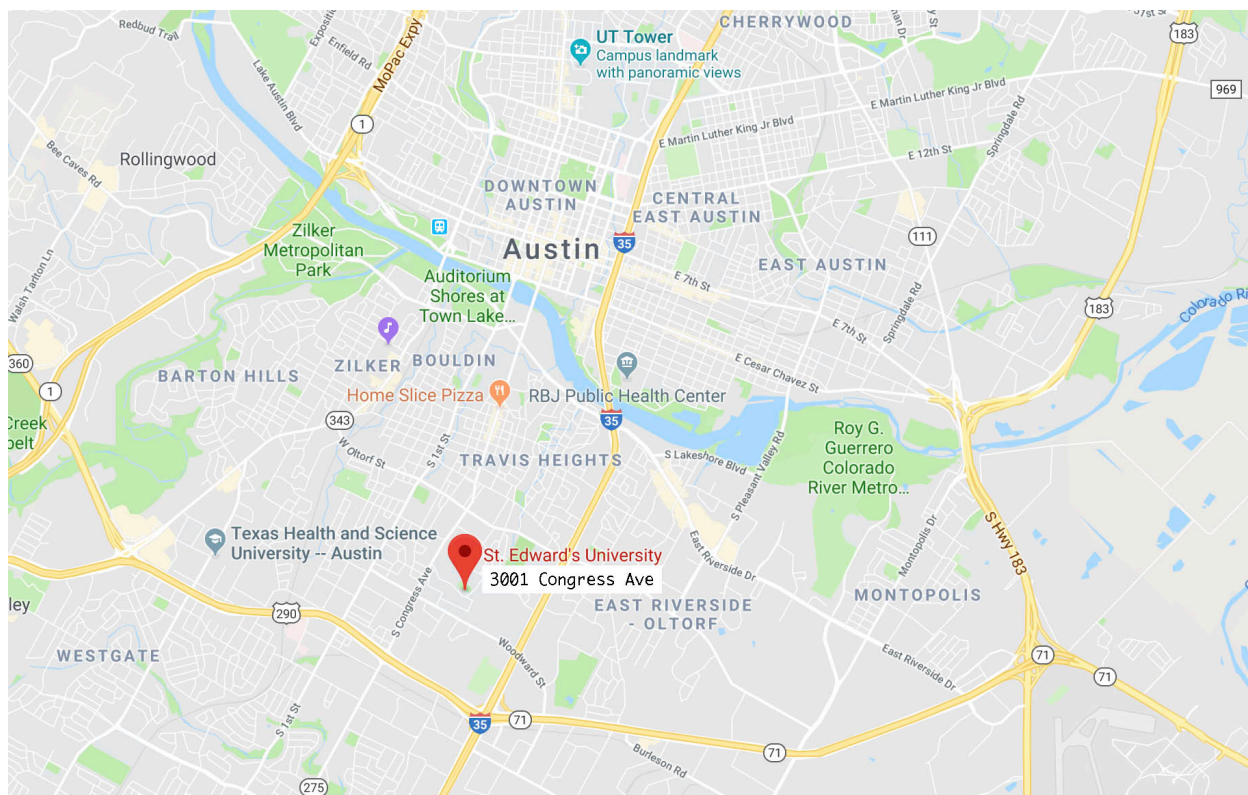 CHERRYWOOD
Redbud Trail
Enfield Rd
MoPac Expy
UT Tower
Campus landmark
with panoramic views
183
969
Lake Austin Blvd
E Martin Luther King Jr Blvd
Springdale Rd
1
E Martin Luther King Jr Blvd
E 12th St
Bee Caves Rd
Rollingwood
DOWNTOWN
AUSTIN
CENTRAL
EAST AUSTIN
Zilker
Metropolitan
Park
Austin
35
111
Walsh Tarlton Ln
Auditorium
Shores at
Town Lake...
E 7th St
EAST AUSTIN
Springdale Rd
183
E 7th St
ZILKER
BOULDIN
360
BARTON HILLS
E Cesar Chavez St
1
Home Slice Pizza
RBJ Public Health Center
343
35
Creek
W Oltorf St
S 1st St
TRAVIS HEIGHTS
S Lakeshore Blvd
S Pleasant Valley Rd
Roy G.
Guerrero
Colorado
River Metro...
Texas Health and Science
University -- Austin
S Hwy 183
Montopolis Dr
St. Edward's University
3001 Congress Ave
East Riverside Dr
S Congress Ave
290
EAST RIVERSIDE
- OLTORF
MONTOPOLIS
WESTGATE
Woodward St
East Riverside Dr
71
71
S 1st St
35
71
71
Burleson Rd
275